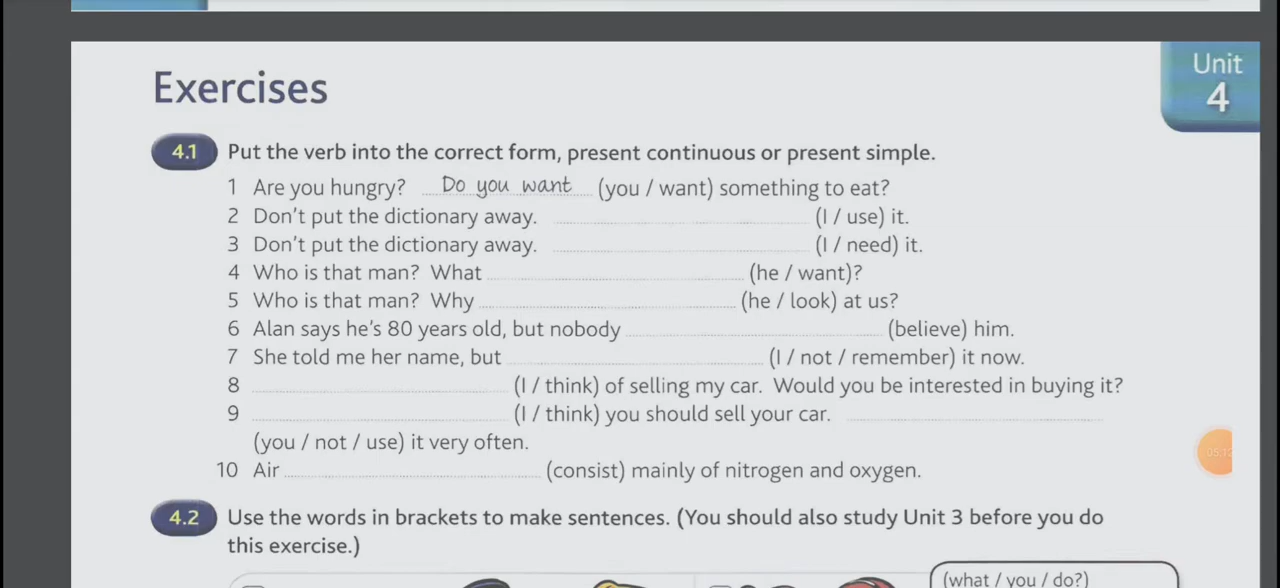 Unit
4
Exercises
4.1 Put the verb into the correct form, present continuous or present simple.
1 Are you hungry? Do you want (you / want) something to eat?
2 Don't put the dictionary away. (I / use) it.
3 Don't put the dictionary away. (I / need) it.
4 Who is that man? What (he / want)?
5 Who is that man? Why (he / look) at us?
6 Alan says he's 80 years old, but nobody (believe) him.
7 She told me her name, but (I / not / remember) it now.
8 (I / think) of selling my car. Would you be interested in buying it?
9 (I / think) you should sell your car.
(you / not / use) it very often.
10 Air (consist) mainly of nitrogen and oxygen.
05:12
4.2 Use the words in brackets to make sentences. (You should also study Unit 3 before you do
this exercise.)
(what / you / do?)